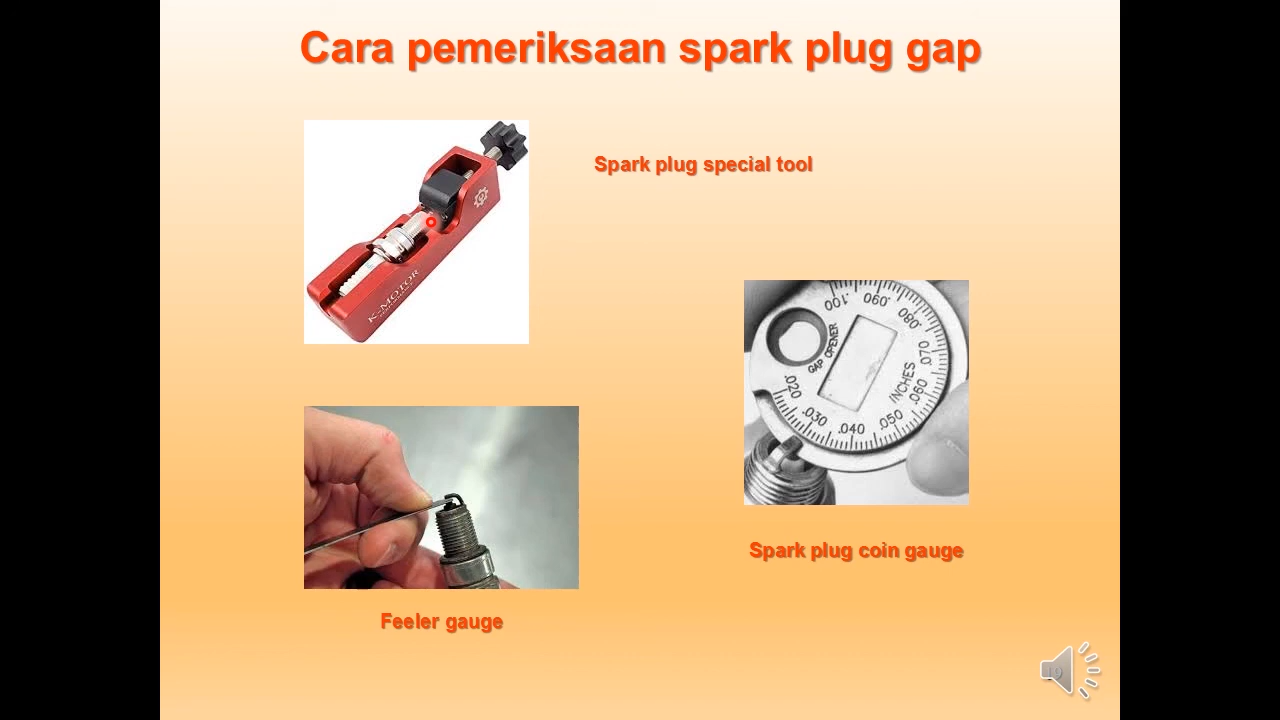 Cara pemeriksaan spark plug gap
Spark plug special tool
K-MOTOR
.100
.090
.080
.070
.060
.050
.040
.030
.020
GAP OPENER
INCHES
Spark plug coin gauge
Feeler gauge